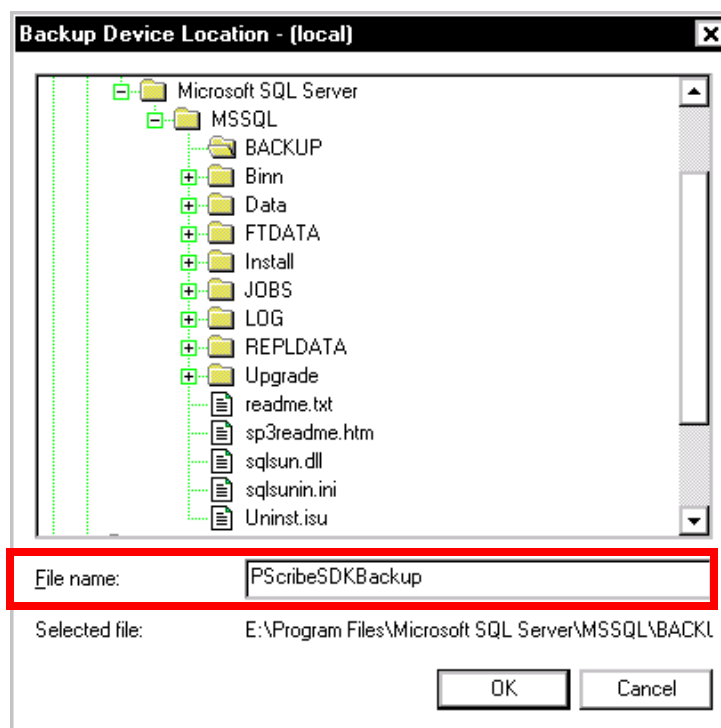 Backup Device Location - (local)
Microsoft SQL Server
MSSQL
BACKUP
Binn
Data
FTDATA
Install
JOBS
LOG
REPLDATA
Upgrade
readme.txt
sp3readme.htm
sqlsun.dll
sqlsunin.ini
Uninst.isu
File name: PScribeSDKBackup
Selected file: E:\Program Files\Microsoft SQL Server\MSSQL\BACKU
OK Cancel